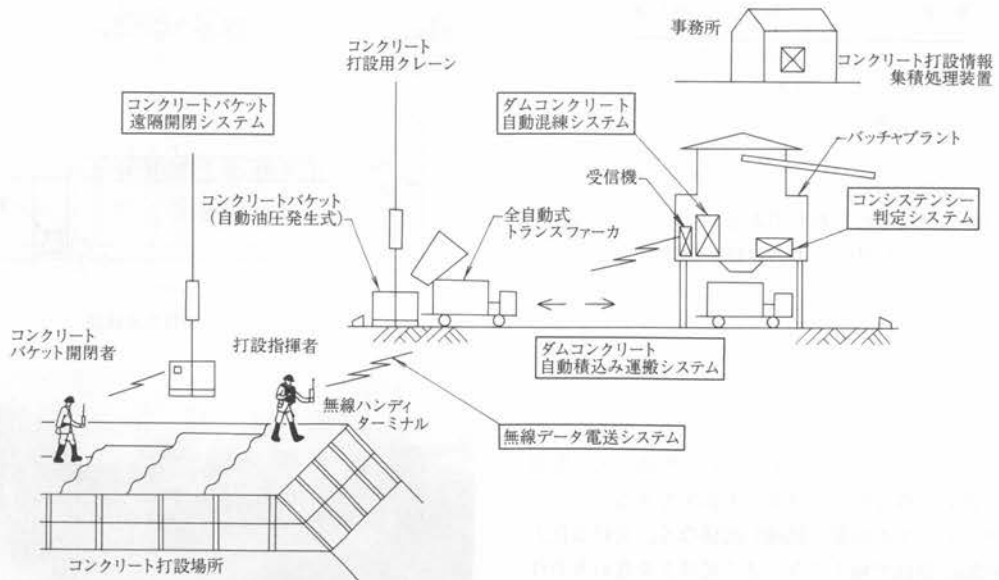 事務所
コンクリート打設情報
集積処理装置
コンクリート
打設用クレーン
コンクリートバケット
遠隔開閉システム
ダムコンクリート
自動混練システム
バッチャプラント
受信機
コンシステンシー
判定システム
コンクリートバケット
(自動油圧発生式)
全自動式
トランスファーカ
コンクリート
バケット開閉者
打設指揮者
ダムコンクリート
自動積込み運搬システム
無線ハンディ
ターミナル
無線データ電送システム
コンクリート打設場所